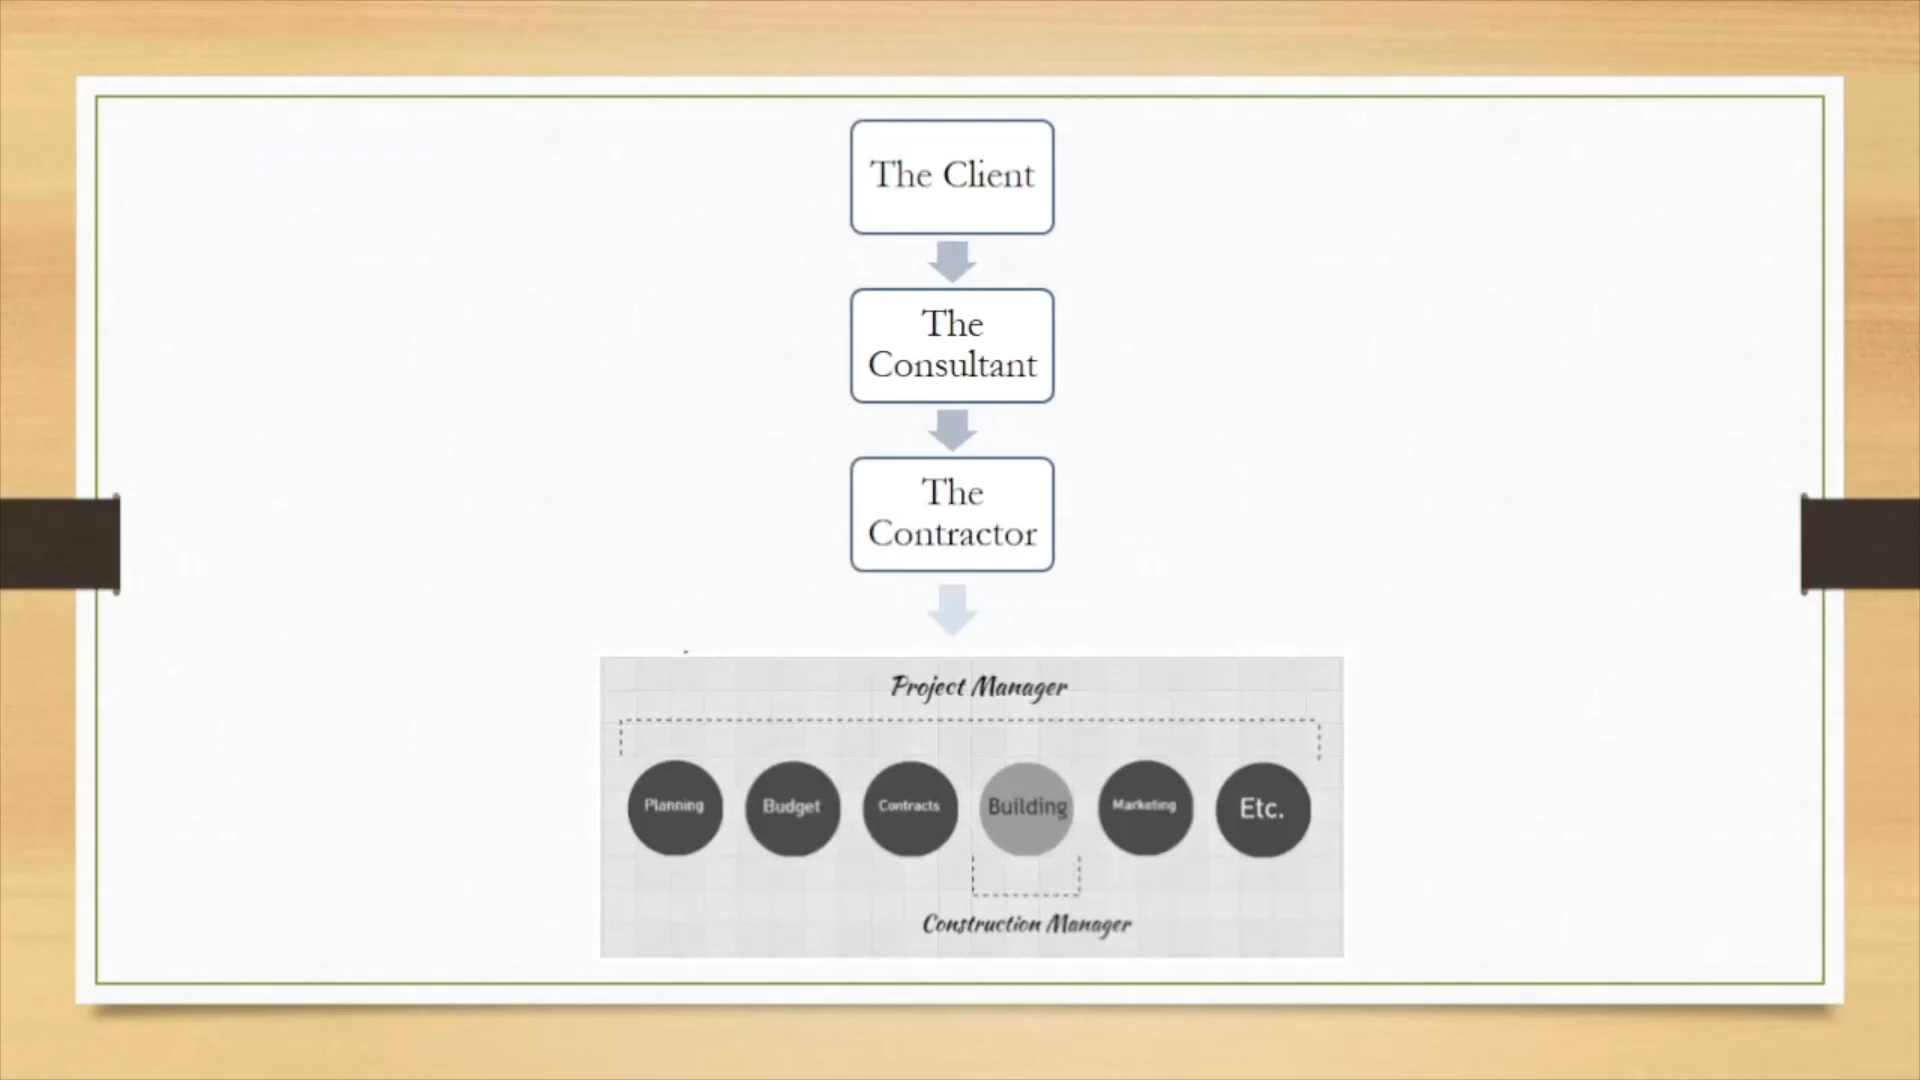 The Client
The
Consultant
The
Contractor
Project Manager
Planning Budget Contracts Building Marketing Etc.
Construction Manager